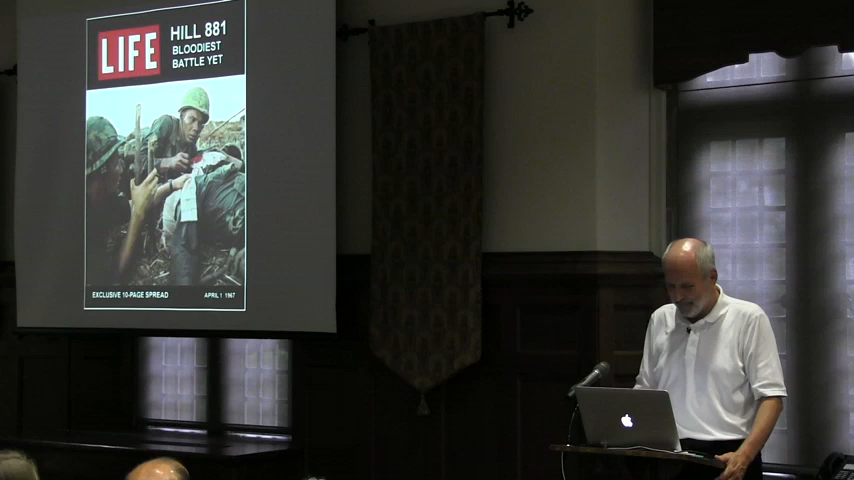 LIFE
HILL 881
BLOODIEST
BATTLE YET
EXCLUSIVE 10-PAGE SPREAD
APRIL 1 1967